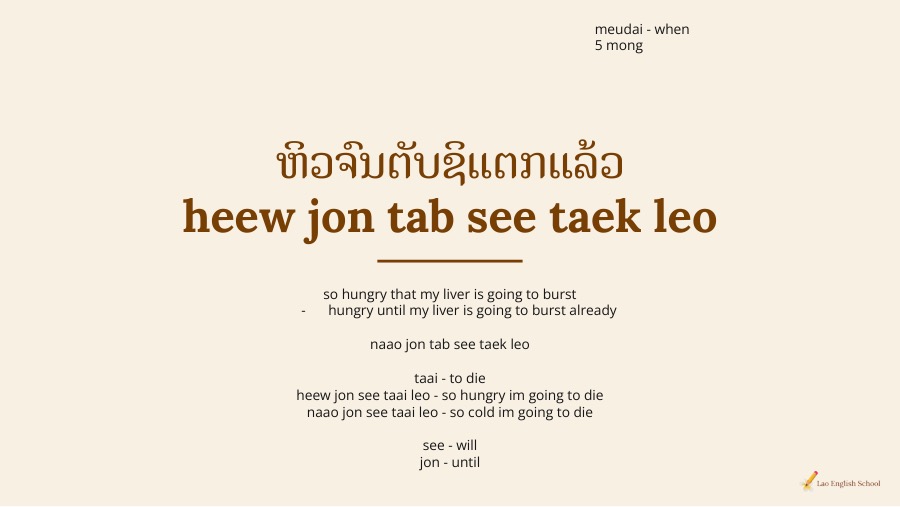 meudai - when
5 mong
ຫິວຈົນຕັບຊິແຕກແລ້ວ
heew jon tab see taek leo
so hungry that my liver is going to burst
- hungry until my liver is going to burst already
naao jon tab see taek leo
taai - to die
heew jon see taai leo - so hungry im going to die
naao jon see taai leo - so cold im going to die
see - will
jon - until
Lao English School